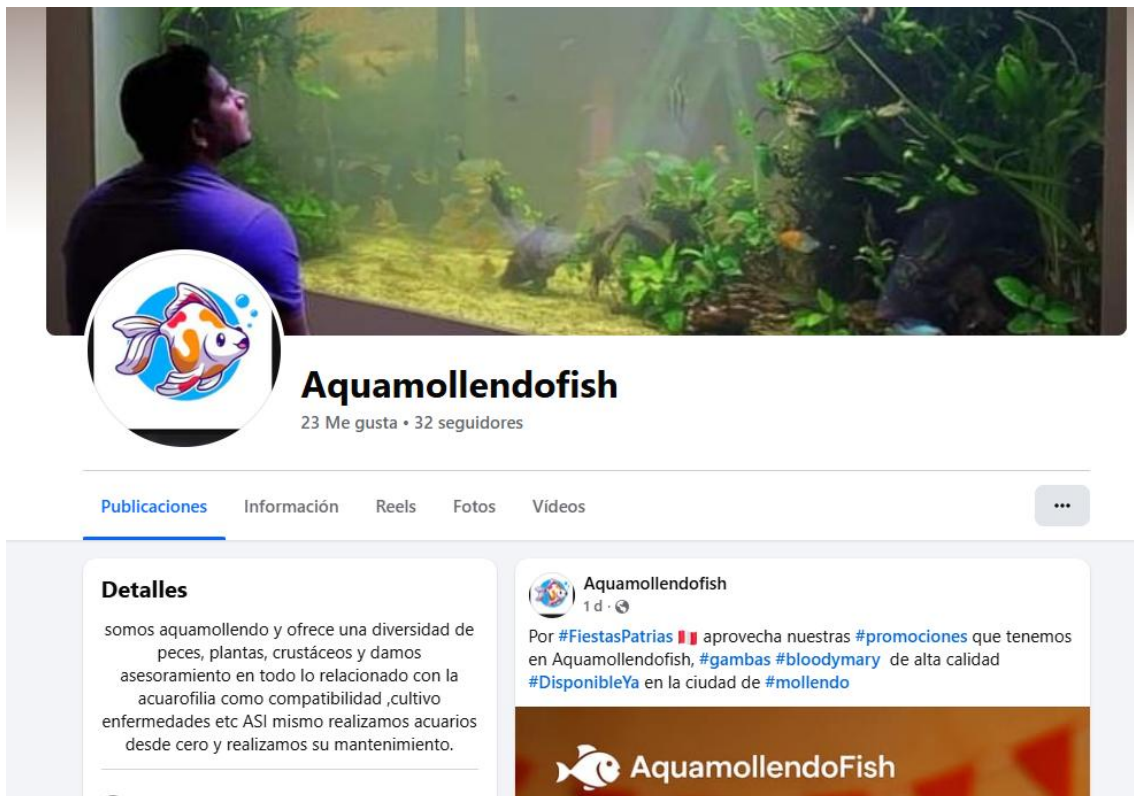 Aquamollendofish
23 Me gusta • 32 seguidores
Publicaciones
Información
Reels
Fotos
Vídeos
Detalles
somos aquamollendo y ofrece una diversidad de
peces, plantas, crustáceos y damos
asesoramiento en todo lo relacionado con la
acuarofilia como compatibilidad ,cultivo
enfermedades etc ASI mismo realizamos acuarios
desde cero y realizamos su mantenimiento.
Aquamollendofish
1 d ·
Por #FiestasPatrias 🇵🇪 aprovecha nuestras #promociones que tenemos
en Aquamollendofish, #gambas #bloodymary de alta calidad
#DisponibleYa en la ciudad de #mollendo
AquamollendoFish